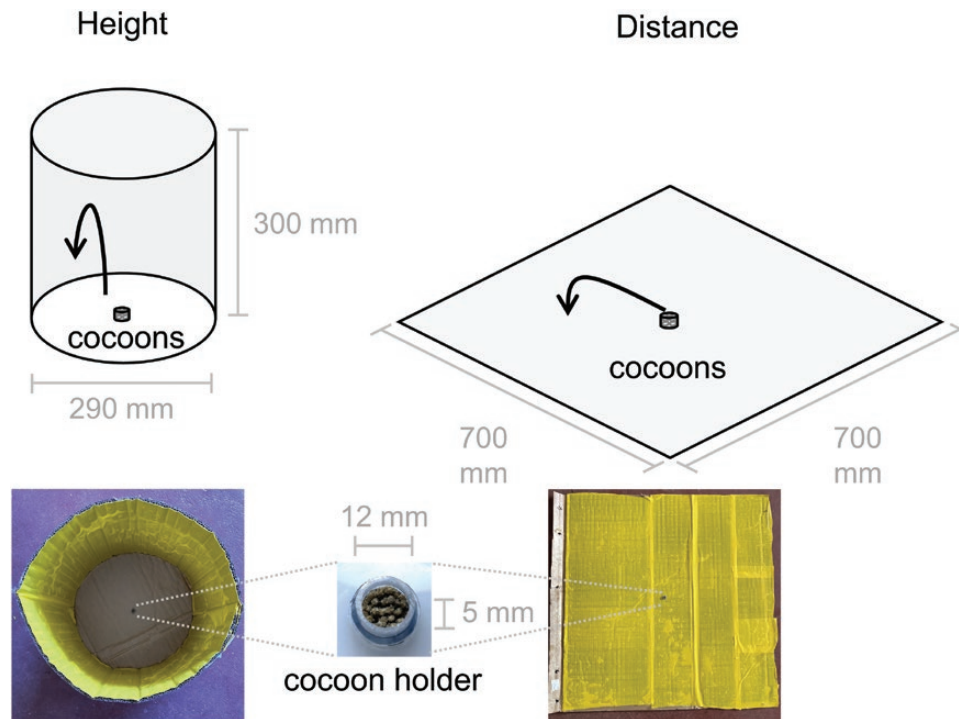 Height
Distance
300 mm
cocoons
290 mm
cocoons
700
mm
700
mm
12 mm
5 mm
cocoon holder